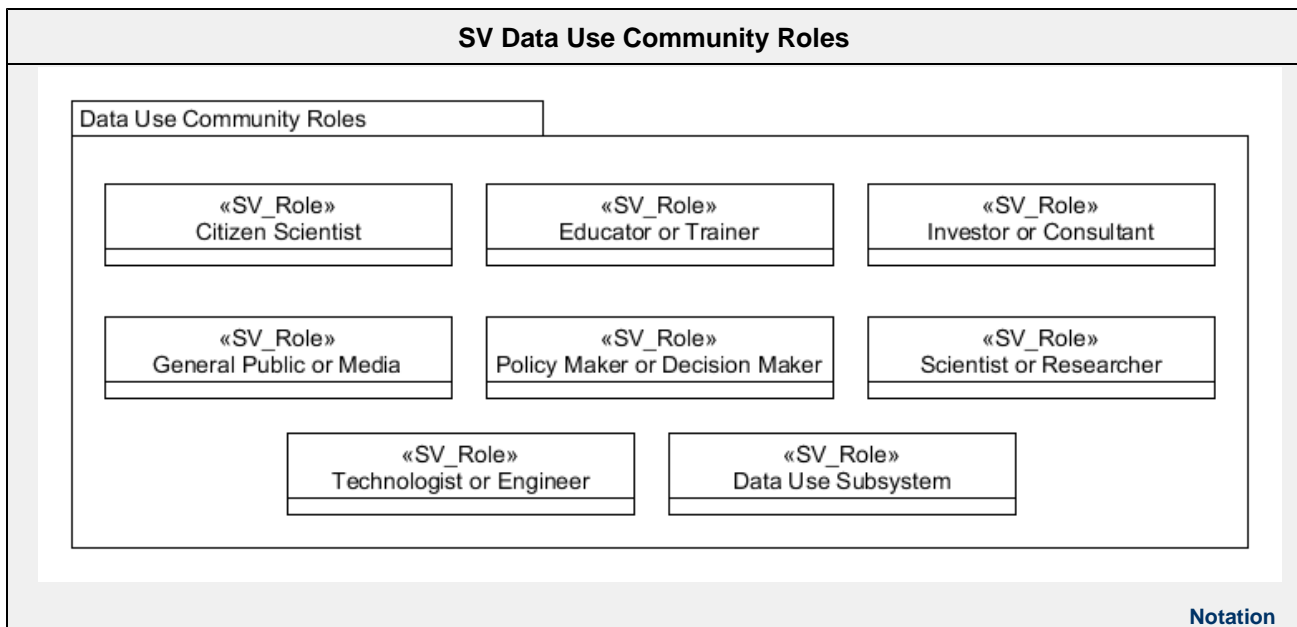 SV Data Use Community Roles
Data Use Community Roles
«SV_Role»
Citizen Scientist
«SV_Role»
Educator or Trainer
«SV_Role»
Investor or Consultant
«SV_Role»
General Public or Media
«SV_Role»
Policy Maker or Decision Maker
«SV_Role»
Scientist or Researcher
«SV_Role»
Technologist or Engineer
«SV_Role»
Data Use Subsystem
Notation